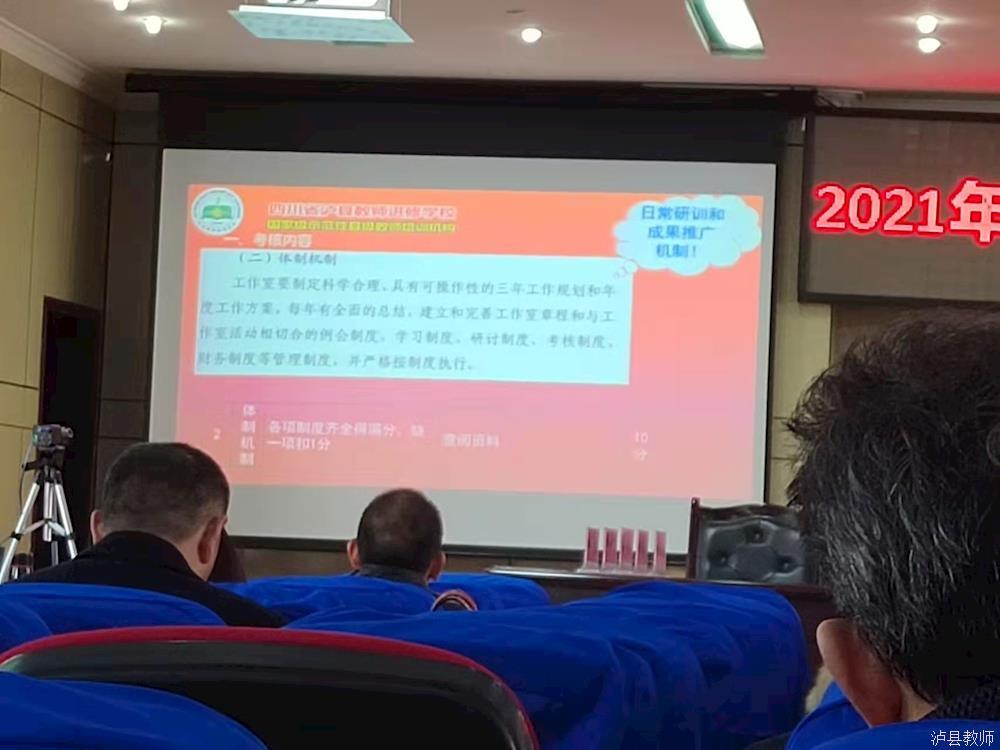 2021年
四川省泸县教师进修学校
日常研训和
成果推广
机制！
一、考核内容
（二）体制机制
工作室要制定科学合理、具有可操作性的三年工作规划和年
度工作方案，每年有全面的总结。建立和完善工作室章程和与工
作室活动相切合的例会制度、学习制度、研讨制度、考核制度、
财务制度等管理制度，并严格按制度执行。
2
体制机制
各项制度齐全得满分，缺
一项扣1分
查阅资料
10
分
泸县教师